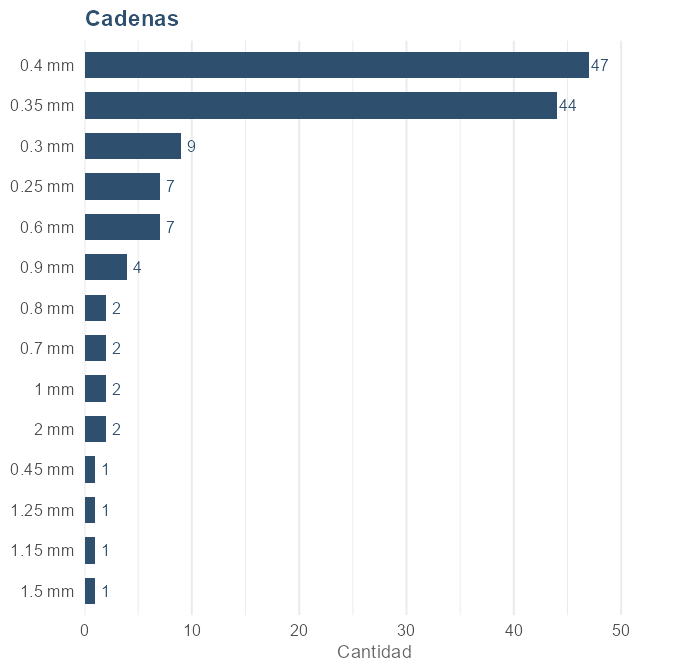 Cadenas
0.4 mm 47
0.35 mm 44
0.3 mm 9
0.25 mm 7
0.6 mm 7
0.9 mm 4
0.8 mm 2
0.7 mm 2
1 mm 2
2 mm 2
0.45 mm 1
1.25 mm 1
1.15 mm 1
1.5 mm 1
0 10 20 30 40 50
Cantidad